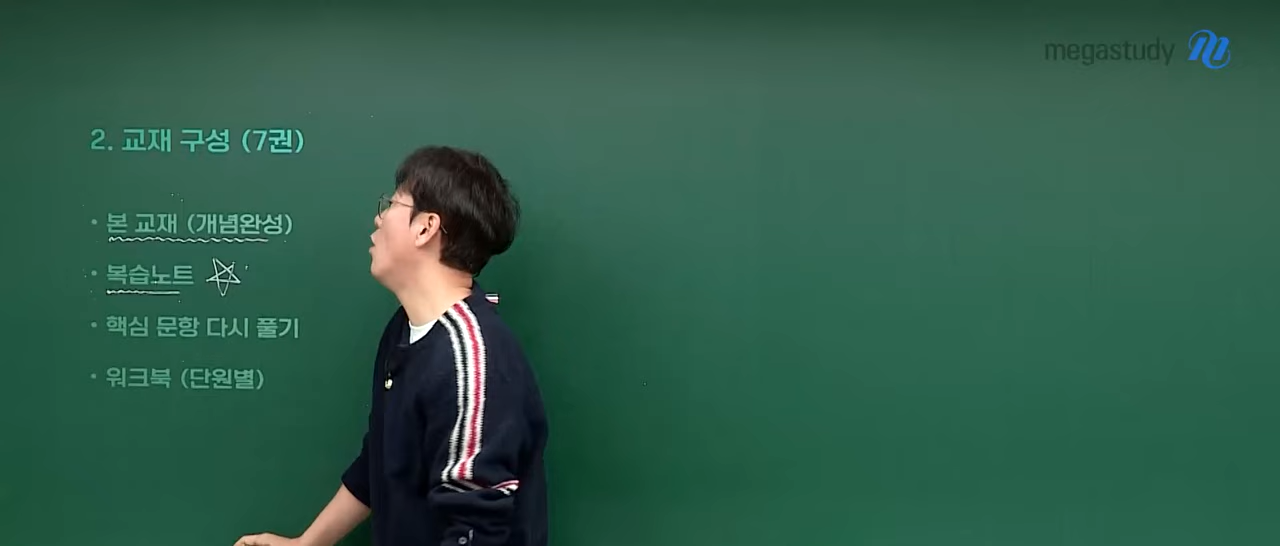 megastudy
2. 교재 구성 (7권)
• 본 교재 (개념완성)
• 복습노트
• 핵심 문항 다시 풀기
• 워크북 (단원별)